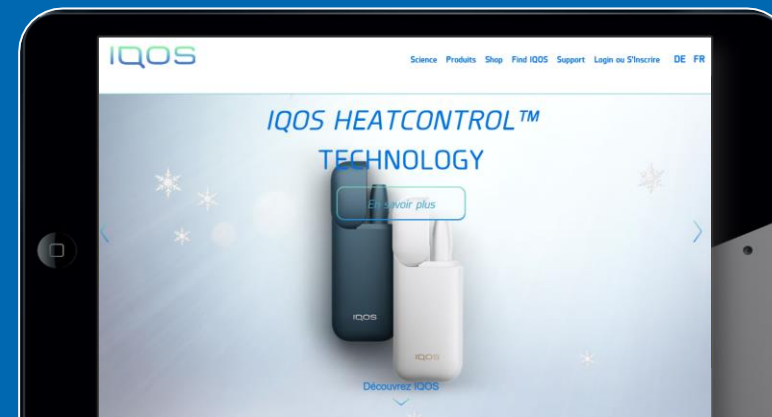 IQOS
Science Produits Shop Find IQOS Support Login ou S'Inscrire DE FR
IQOS HEATCONTROL™
TECHNOLOGY
En savoir plus
IQOS
IQOS
Découvrez IQOS